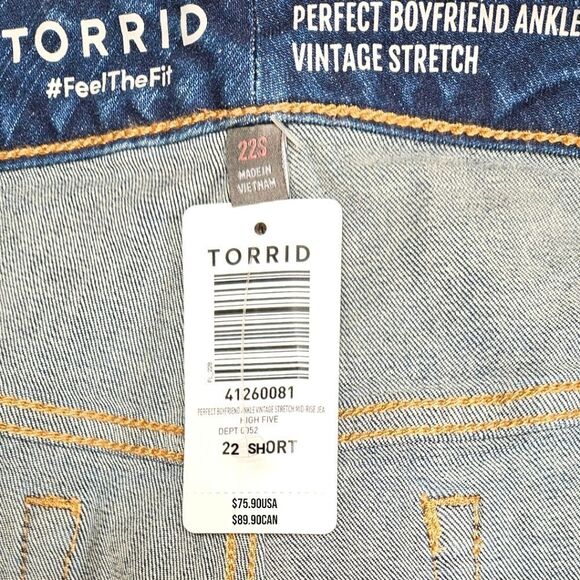 TORRID
#FeelTheFit
PERFECT BOYFRIEND ANKLE
VINTAGE STRETCH
22S
MADE IN
VIETNAM
TORRID
41260081
PERFECT BOYFRIEND ANKLE VINTAGE STRETCH MID RISE JEA
HIGH FIVE
DEPT 0052
22 SHORT
$75.90USA
$89.90CAN